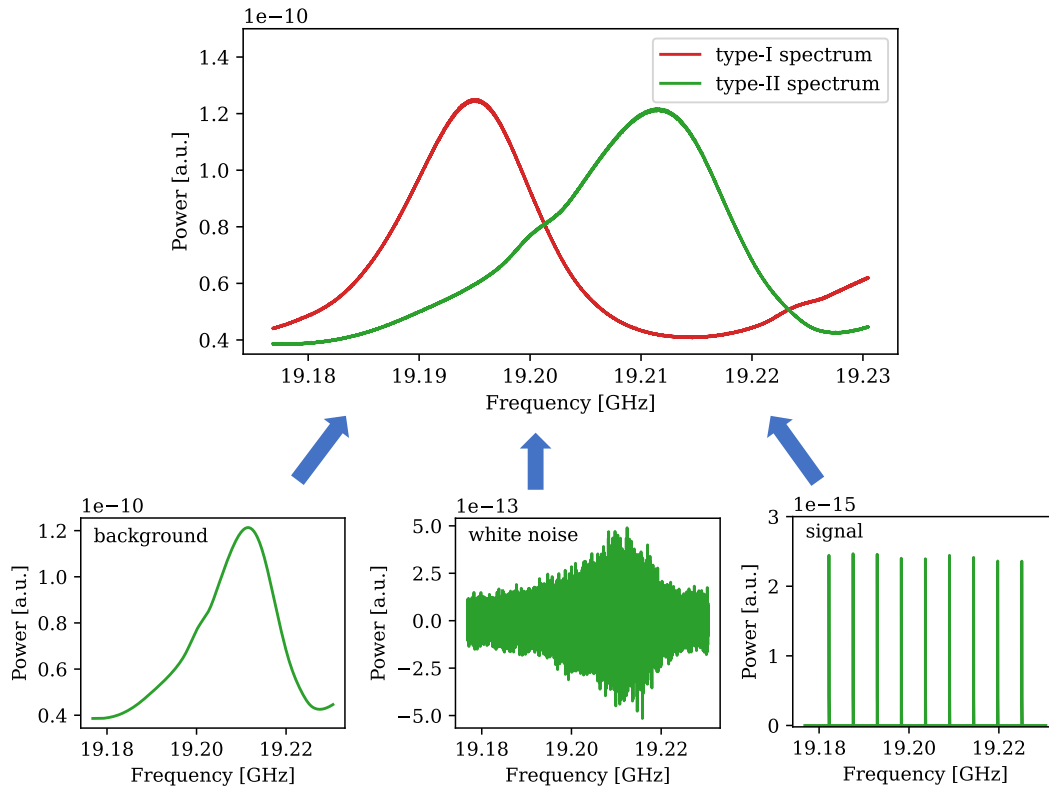 1e−10
1.4
1.2
1.0
0.8
0.6
0.4
Power [a.u.]
type-I spectrum
type-II spectrum
19.18 19.19 19.20 19.21 19.22 19.23
Frequency [GHz]
1e−10
background
1.2
1.0
0.8
0.6
0.4
Power [a.u.]
19.18 19.20 19.22
Frequency [GHz]
1e−13
white noise
5.0
2.5
0.0
−2.5
−5.0
Power [a.u.]
19.18 19.20 19.22
Frequency [GHz]
1e−15
signal
3
2
1
0
Power [a.u.]
19.18 19.20 19.22
Frequency [GHz]